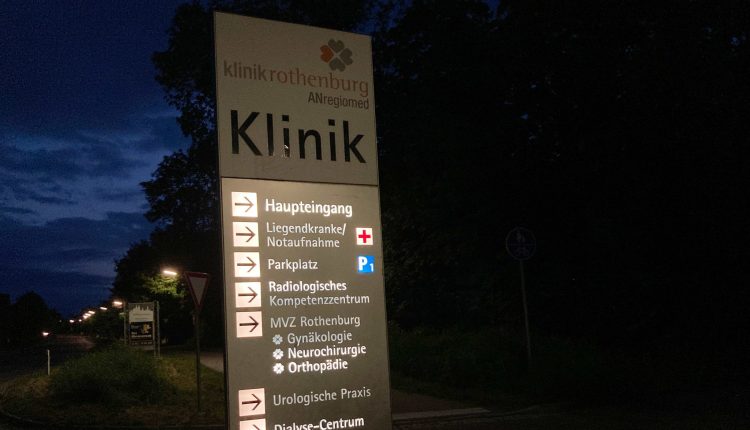 klinikrothenburg
ANregiomed
Klinik
Haupteingang
Liegendkranke/
Notaufnahme
Parkplatz P1
Radiologisches
Kompetenzzentrum
MVZ Rothenburg
Gynäkologie
Neurochirurgie
Orthopädie
Urologische Praxis
Dialyse-Centrum